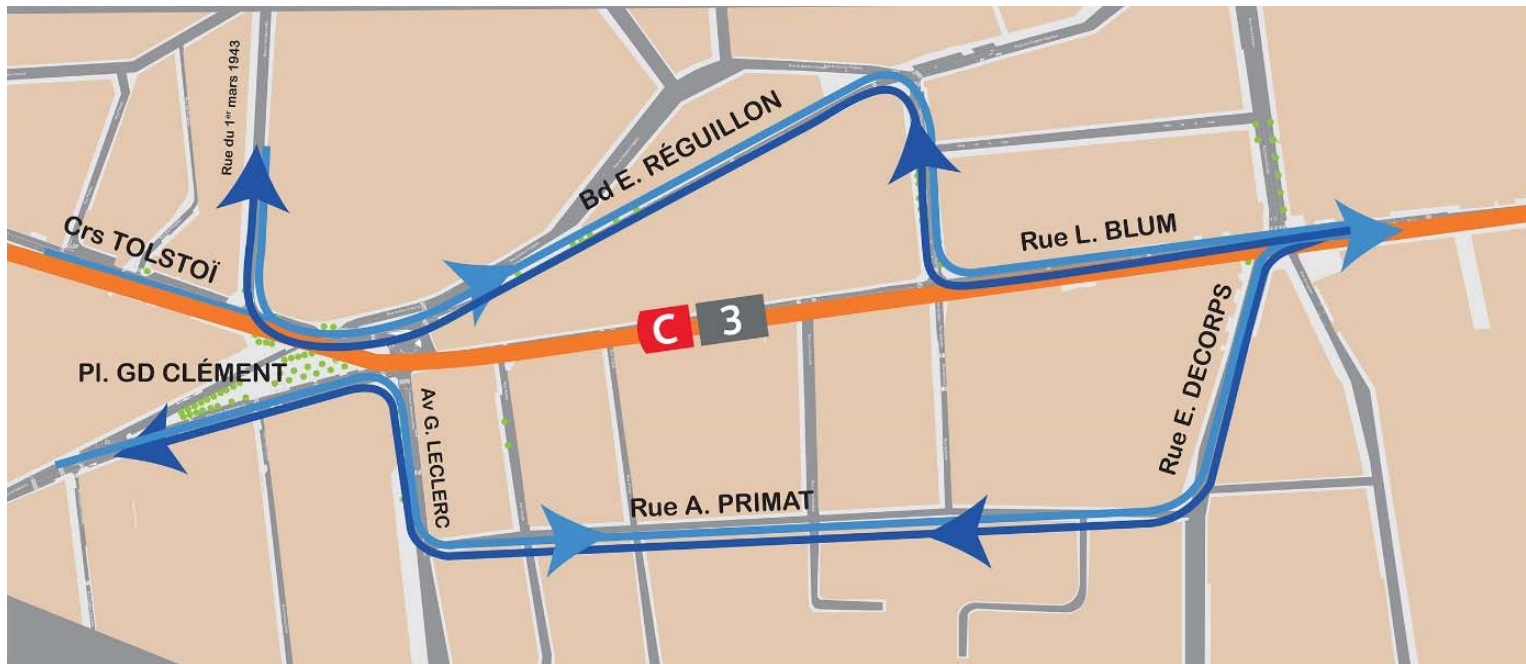 Rue du 1er mars 1943
Crs TOLSTOÏ
Bd E. RÉGUILLON
Rue L. BLUM
C 3
Pl. GD CLÉMENT
Av G. LECLERC
Rue E. DECORPS
Rue A. PRIMAT